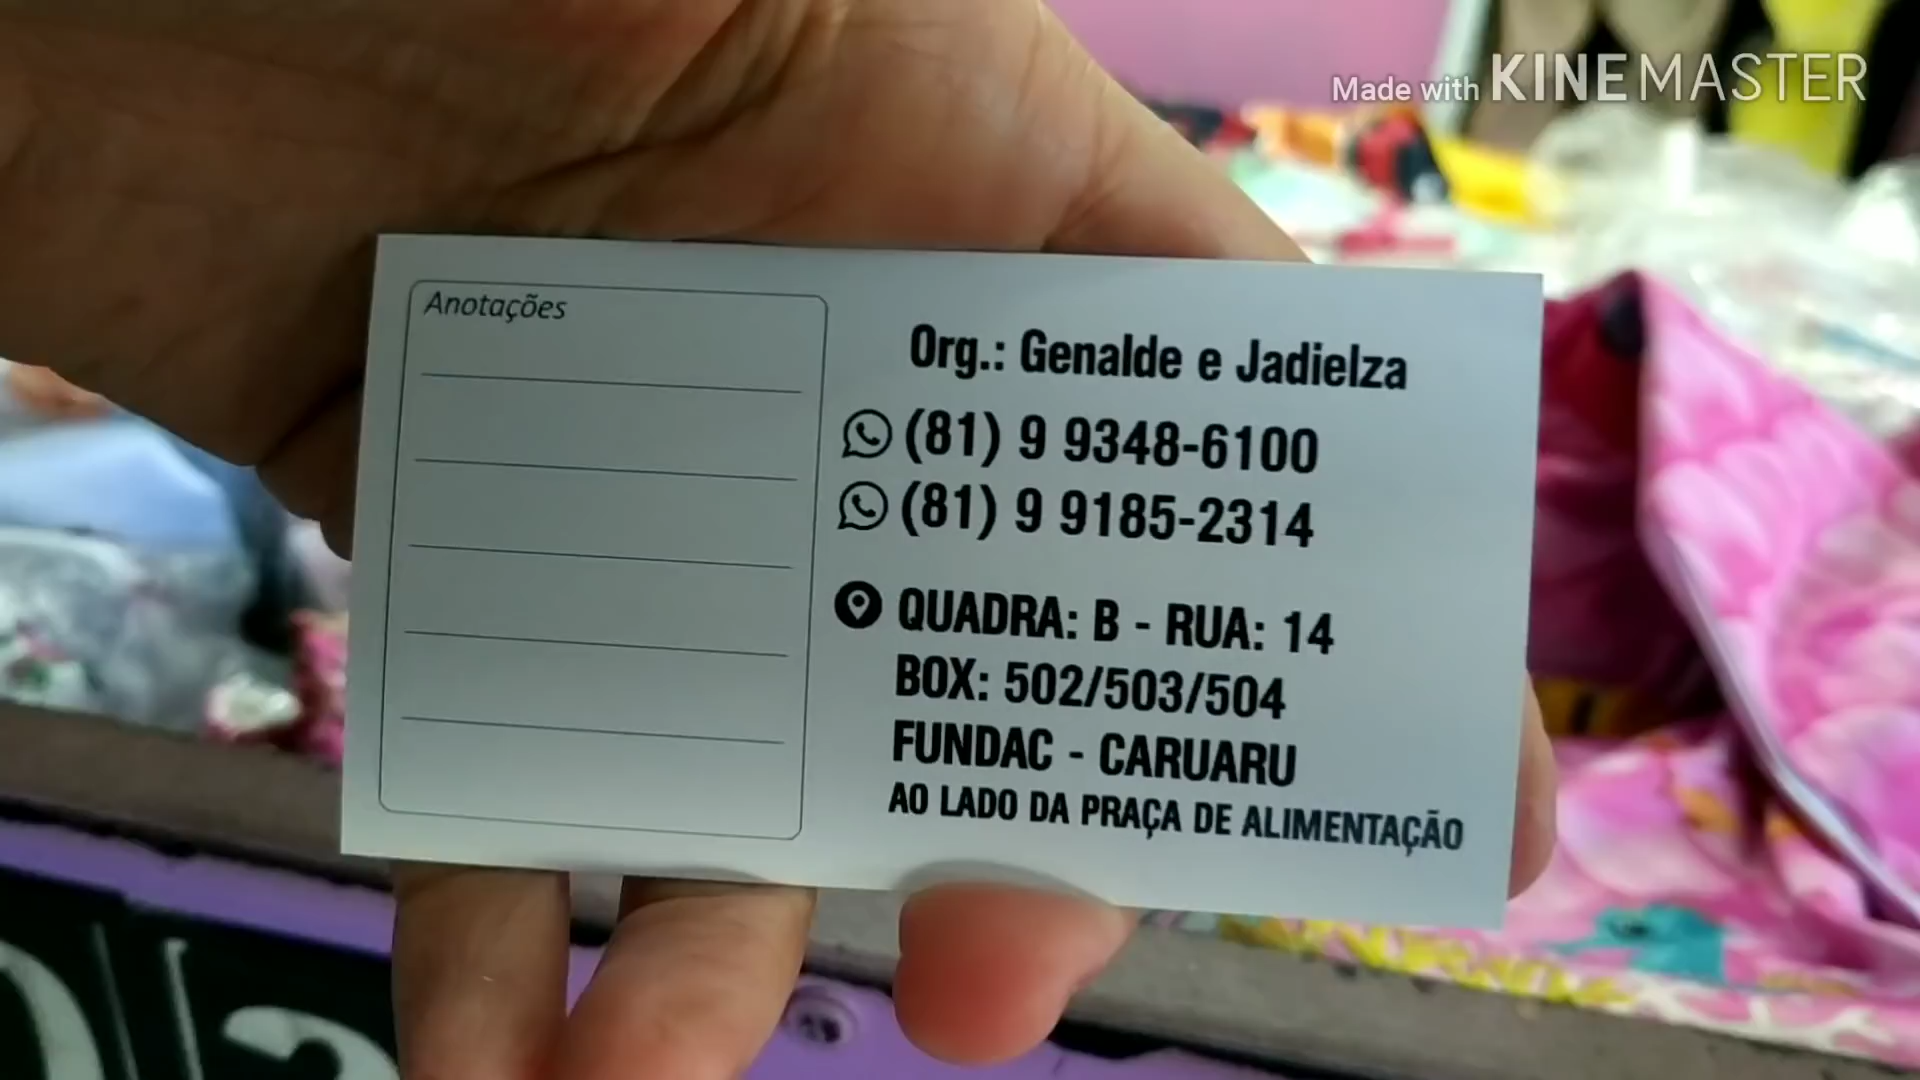 Made with KINEMASTER
Anotações
Org.: Genalde e Jadielza
(81) 9 9348-6100
(81) 9 9185-2314
QUADRA: B - RUA: 14
BOX: 502/503/504
FUNDAC - CARUARU
AO LADO DA PRAÇA DE ALIMENTAÇÃO